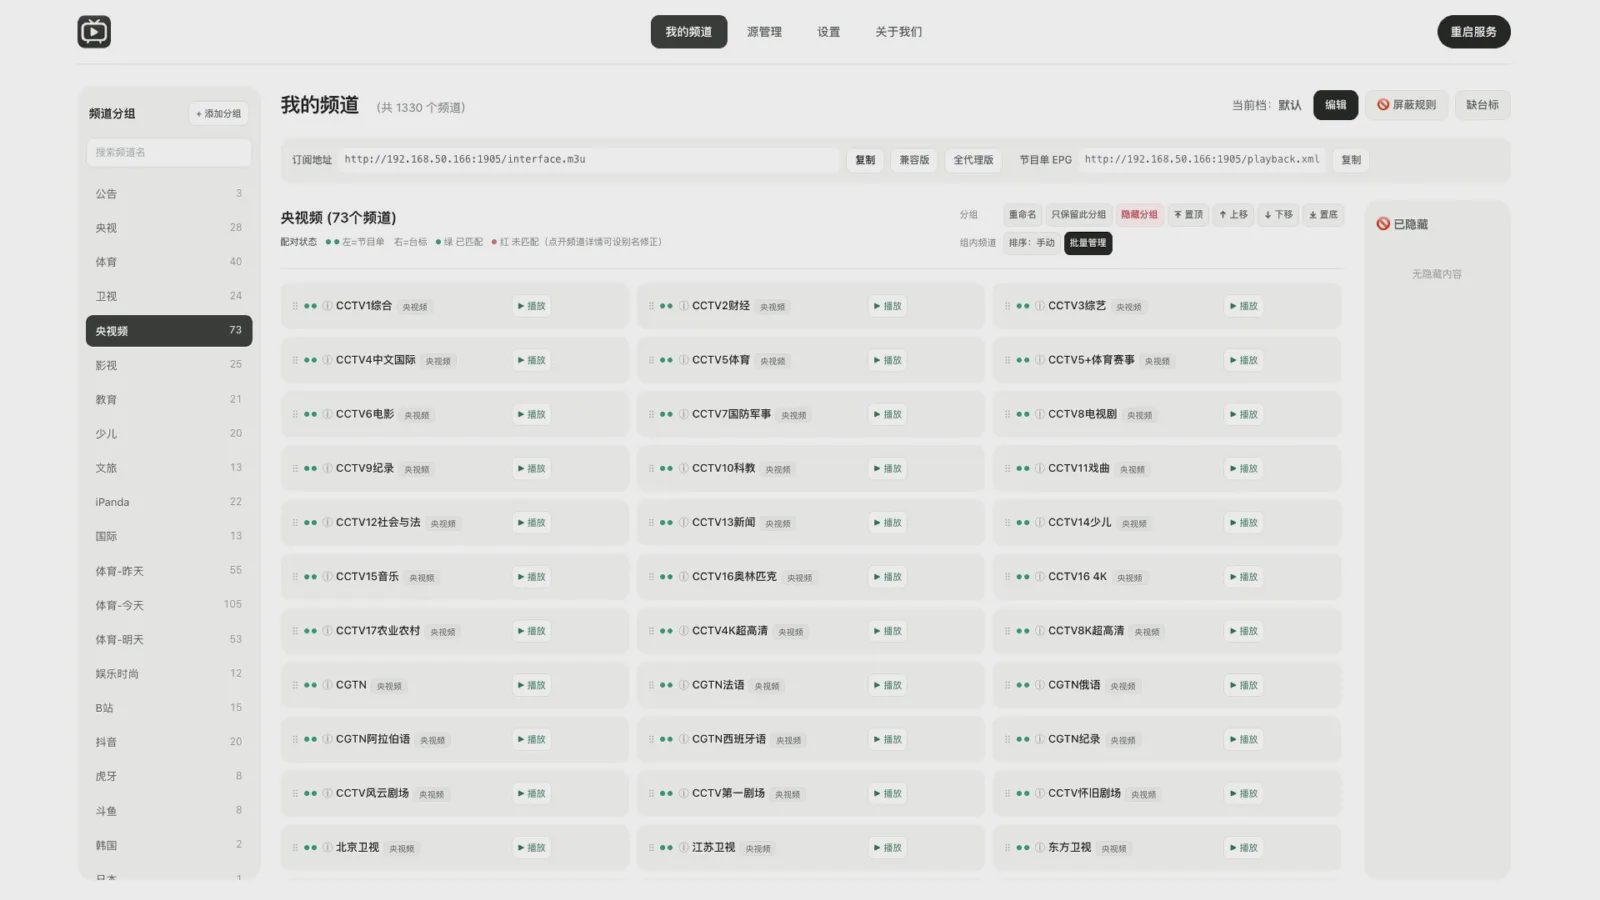 我的频道 源管理 设置 关于我们 重启服务
频道分组 + 添加分组
搜索频道名
公告 3
央视 28
体育 40
卫视 24
央视频 73
影视 25
教育 21
少儿 20
文旅 13
iPanda 22
国际 13
体育-昨天 55
体育-今天 105
体育-明天 53
娱乐时尚 12
B站 15
抖音 20
虎牙 8
斗鱼 8
韩国 2
日本 1
我的频道 (共 1330 个频道) 当前档: 默认 编辑 屏蔽规则 缺台标
订阅地址 http://192.168.50.166:1905/interface.m3u 复制 兼容版 全代理版 节目单 EPG http://192.168.50.166:1905/playback.xml 复制
央视频 (73个频道) 分组 重命名 只保留此分组 隐藏分组 置顶 ↑ 上移 ↓ 下移 置底
配对状态 左=节目单 右=台标 绿 已匹配 红 未匹配（点开频道详情可设别名修正） 组内频道 排序: 手动 批量管理
CCTV1综合 央视频 ▶ 播放 CCTV2财经 央视频 ▶ 播放 CCTV3综艺 央视频 ▶ 播放
CCTV4中文国际 央视频 ▶ 播放 CCTV5体育 央视频 ▶ 播放 CCTV5+体育赛事 央视频 ▶ 播放
CCTV6电影 央视频 ▶ 播放 CCTV7国防军事 央视频 ▶ 播放 CCTV8电视剧 央视频 ▶ 播放
CCTV9纪录 央视频 ▶ 播放 CCTV10科教 央视频 ▶ 播放 CCTV11戏曲 央视频 ▶ 播放
CCTV12社会与法 央视频 ▶ 播放 CCTV13新闻 央视频 ▶ 播放 CCTV14少儿 央视频 ▶ 播放
CCTV15音乐 央视频 ▶ 播放 CCTV16奥林匹克 央视频 ▶ 播放 CCTV16 4K 央视频 ▶ 播放
CCTV17农业农村 央视频 ▶ 播放 CCTV4K超高清 央视频 ▶ 播放 CCTV8K超高清 央视频 ▶ 播放
CGTN 央视频 ▶ 播放 CGTN法语 央视频 ▶ 播放 CGTN俄语 央视频 ▶ 播放
CGTN阿拉伯语 央视频 ▶ 播放 CGTN西班牙语 央视频 ▶ 播放 CGTN纪录 央视频 ▶ 播放
CCTV风云剧场 央视频 ▶ 播放 CCTV第一剧场 央视频 ▶ 播放 CCTV怀旧剧场 央视频 ▶ 播放
北京卫视 央视频 ▶ 播放 江苏卫视 央视频 ▶ 播放 东方卫视 央视频 ▶ 播放
已隐藏
无隐藏内容